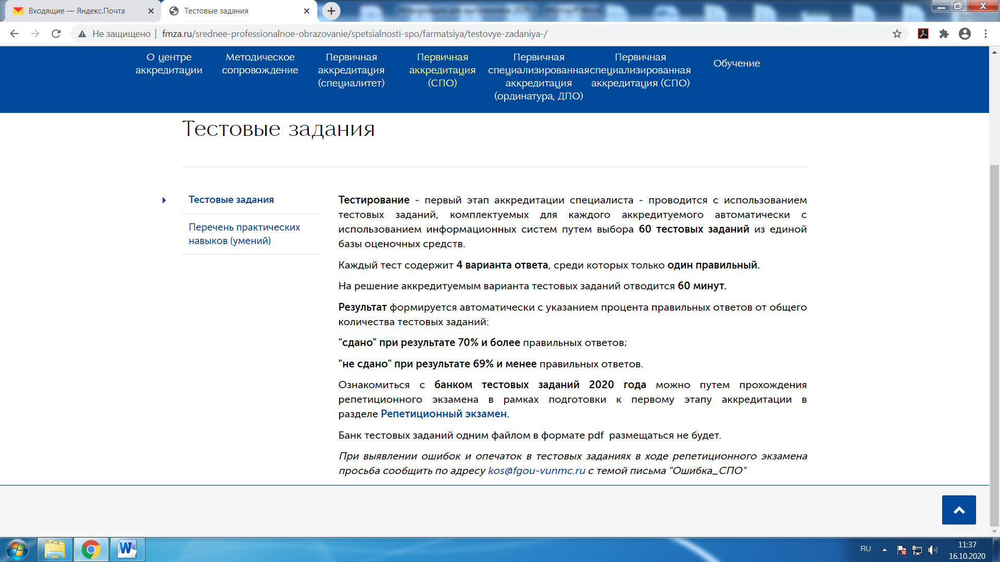 Входящие — Яндекс.Почта
Тестовые задания
Не защищено
fmza.ru/srednee-professionalnoe-obrazovanie/spetsialnosti-spo/farmatsiya/testovye-zadaniya-/
О центре
аккредитации
Методическое
сопровождение
Первичная
аккредитация
(специалитет)
Первичная
аккредитация
(СПО)
Первичная
специализированная
аккредитация
(ординатура, ДПО)
Первичная
специализированная
аккредитация (СПО)
Обучение
Тестовые задания
Тестовые задания
Перечень практических
навыков (умений)
Тестирование - первый этап аккредитации специалиста - проводится с использованием
тестовых заданий, комплектуемых для каждого аккредитуемого автоматически с
использованием информационных систем путем выбора 60 тестовых заданий из единой
базы оценочных средств.
Каждый тест содержит 4 варианта ответа, среди которых только один правильный.
На решение аккредитуемым варианта тестовых заданий отводится 60 минут.
Результат формируется автоматически с указанием процента правильных ответов от общего
количества тестовых заданий:
"сдано" при результате 70% и более правильных ответов;
"не сдано" при результате 69% и менее правильных ответов.
Ознакомиться с банком тестовых заданий 2020 года можно путем прохождения
репетиционного экзамена в рамках подготовки к первому этапу аккредитации в
разделе Репетиционный экзамен.
Банк тестовых заданий одним файлом в формате pdf размещаться не будет.
При выявлении ошибок и опечаток в тестовых заданиях в ходе репетиционного экзамена
просьба сообщить по адресу kos@fgou-vunmc.ru с темой письма "Ошибка_СПО"
RU
11:37
16.10.2020